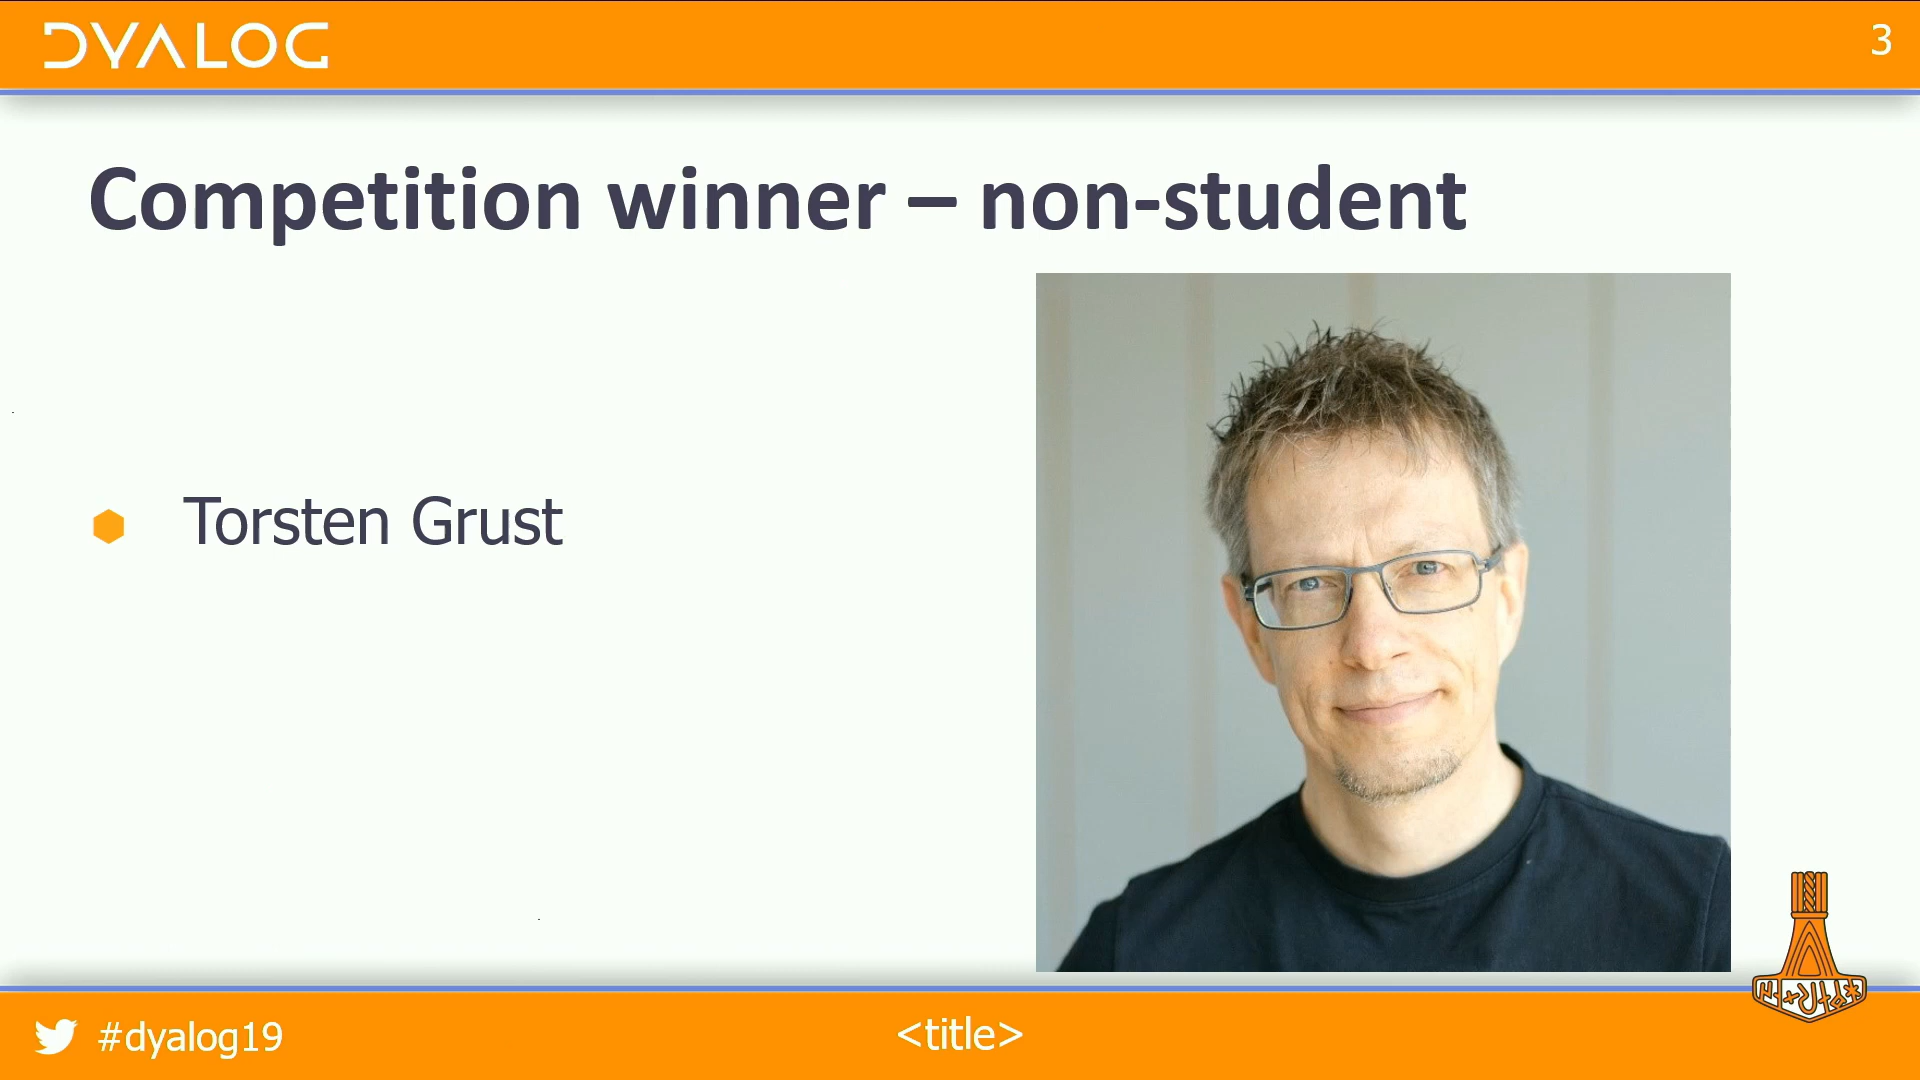 DYALOG
3
Competition winner – non-student
Torsten Grust
#dyalog19
<title>